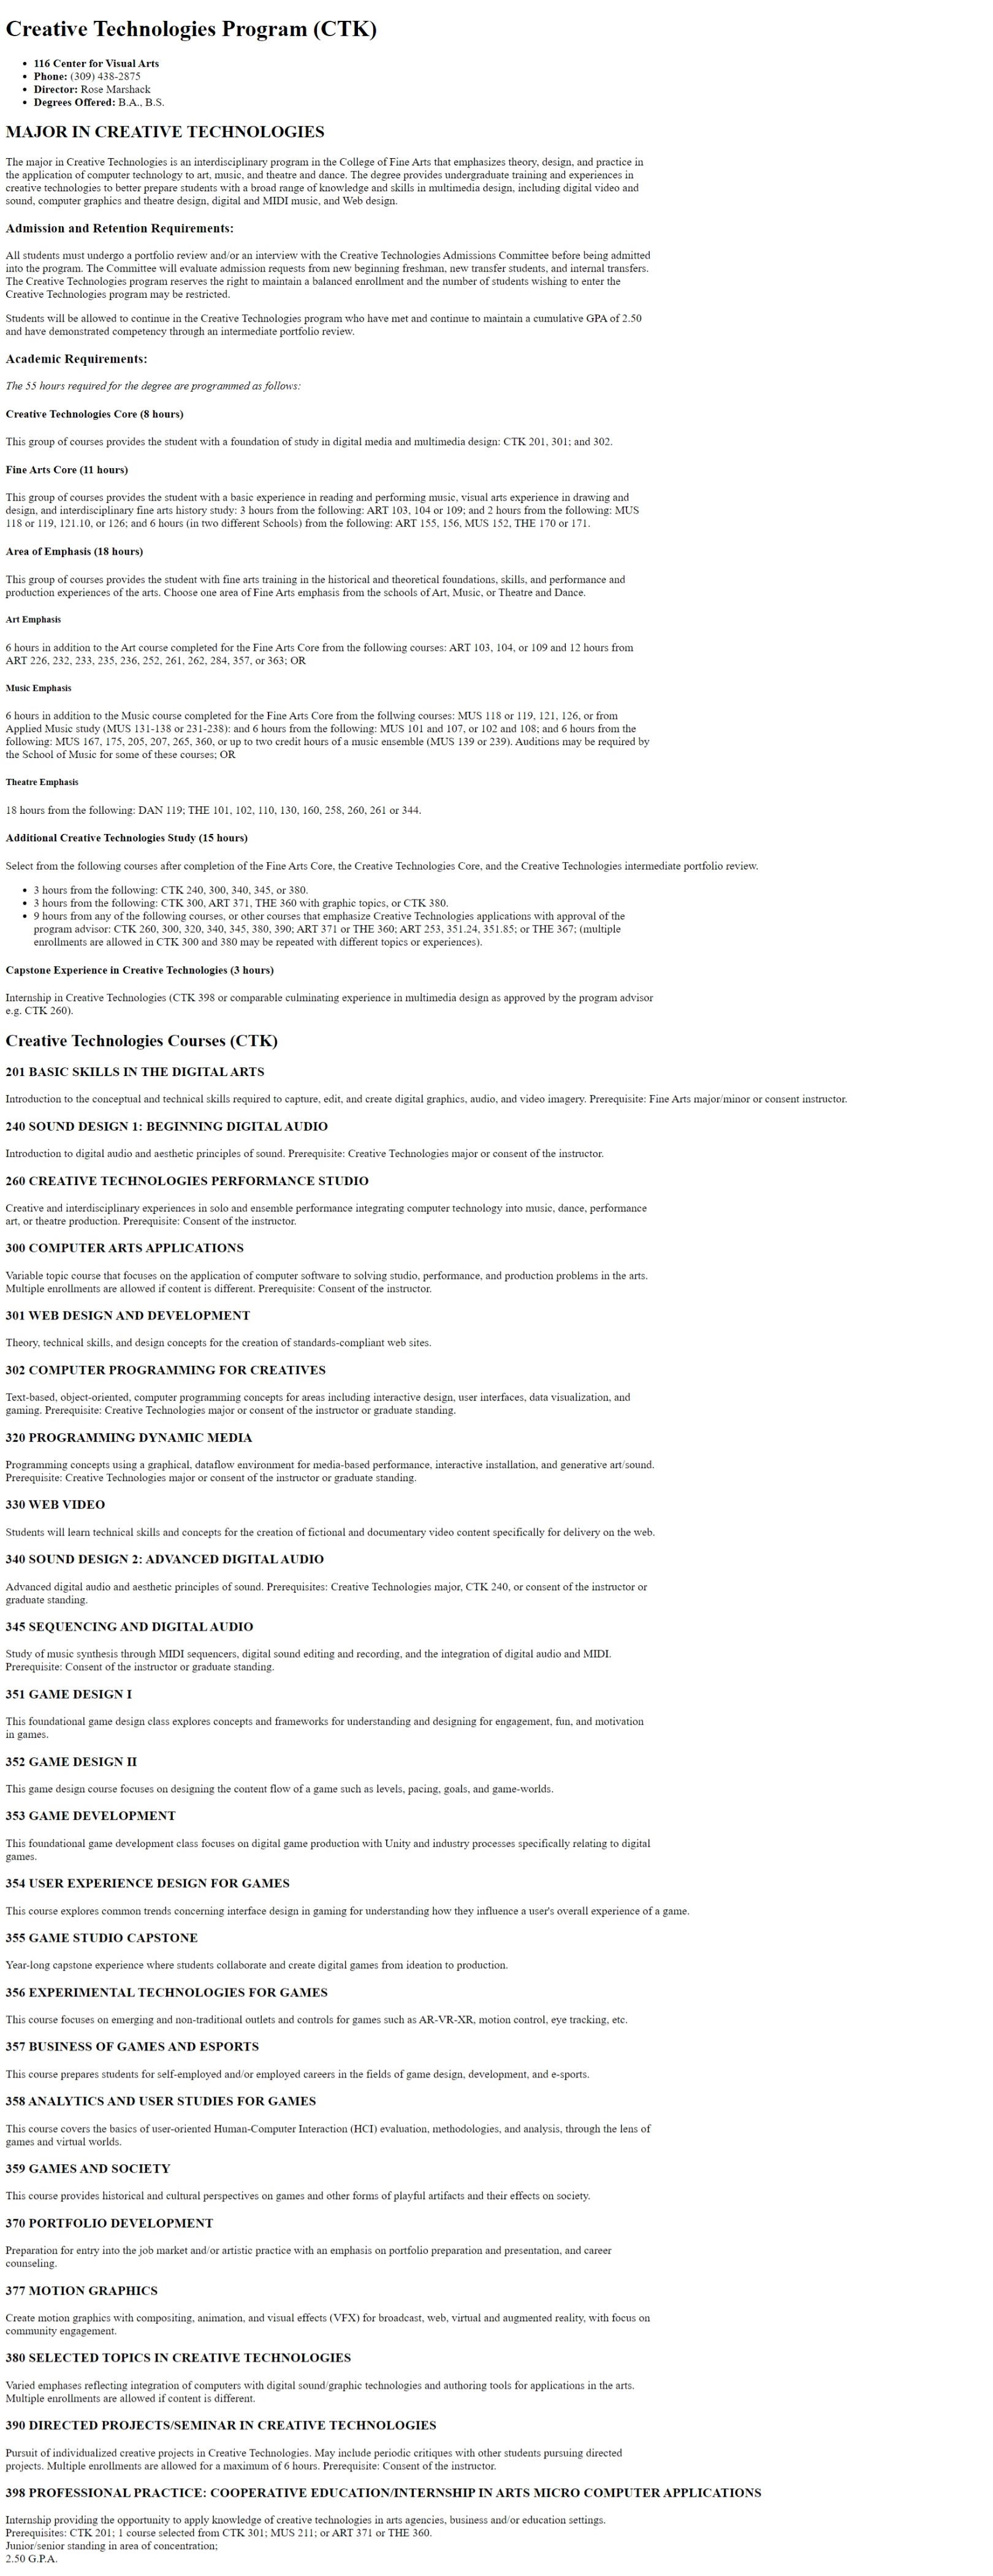 Creative Technologies Program (CTK)
• 116 Center for Visual Arts
• Phone: (309) 438-2875
• Director: Rose Marshack
• Degrees Offered: B.A., B.S.
MAJOR IN CREATIVE TECHNOLOGIES
The major in Creative Technologies is an interdisciplinary program in the College of Fine Arts that emphasizes theory, design, and practice in
the application of computer technology to art, music, and theatre and dance. The degree provides undergraduate training and experiences in
creative technologies to better prepare students with a broad range of knowledge and skills in multimedia design, including digital video and
sound, computer graphics and theatre design, digital and MIDI music, and Web design.
Admission and Retention Requirements:
All students must undergo a portfolio review and/or an interview with the Creative Technologies Admissions Committee before being admitted
into the program. The Committee will evaluate admission requests from new beginning freshman, new transfer students, and internal transfers.
The Creative Technologies program reserves the right to maintain a balanced enrollment and the number of students wishing to enter the
Creative Technologies program may be restricted.
Students will be allowed to continue in the Creative Technologies program who have met and continue to maintain a cumulative GPA of 2.50
and have demonstrated competency through an intermediate portfolio review.
Academic Requirements:
The 55 hours required for the degree are programmed as follows:
Creative Technologies Core (8 hours)
This group of courses provides the student with a foundation of study in digital media and multimedia design: CTK 201, 301; and 302.
Fine Arts Core (11 hours)
This group of courses provides the student with a basic experience in reading and performing music, visual arts experience in drawing and
design, and interdisciplinary fine arts history study: 3 hours from the following: ART 103, 104 or 109; and 2 hours from the following: MUS
118 or 119, 121.10, or 126; and 6 hours (in two different Schools) from the following: ART 155, 156, MUS 152, THE 170 or 171.
Area of Emphasis (18 hours)
This group of courses provides the student with fine arts training in the historical and theoretical foundations, skills, and performance and
production experiences of the arts. Choose one area of Fine Arts emphasis from the schools of Art, Music, or Theatre and Dance.
Art Emphasis
6 hours in addition to the Art course completed for the Fine Arts Core from the following courses: ART 103, 104, or 109 and 12 hours from
ART 226, 232, 233, 235, 236, 252, 261, 262, 284, 357, or 363; OR
Music Emphasis
6 hours in addition to the Music course completed for the Fine Arts Core from the follwing courses: MUS 118 or 119, 121, 126, or from
Applied Music study (MUS 131-138 or 231-238): and 6 hours from the following: MUS 101 and 107, or 102 and 108; and 6 hours from the
following: MUS 167, 175, 205, 207, 265, 360, or up to two credit hours of a music ensemble (MUS 139 or 239). Auditions may be required by
the School of Music for some of these courses; OR
Theatre Emphasis
18 hours from the following: DAN 119; THE 101, 102, 110, 130, 160, 258, 260, 261 or 344.
Additional Creative Technologies Study (15 hours)
Select from the following courses after completion of the Fine Arts Core, the Creative Technologies Core, and the Creative Technologies intermediate portfolio review.
• 3 hours from the following: CTK 240, 300, 340, 345, or 380.
• 3 hours from the following: CTK 300, ART 371, THE 360 with graphic topics, or CTK 380.
• 9 hours from any of the following courses, or other courses that emphasize Creative Technologies applications with approval of the
program advisor: CTK 260, 300, 320, 340, 345, 380, 390; ART 371 or THE 360; ART 253, 351.24, 351.85; or THE 367; (multiple
enrollments are allowed in CTK 300 and 380 may be repeated with different topics or experiences).
Capstone Experience in Creative Technologies (3 hours)
Internship in Creative Technologies (CTK 398 or comparable culminating experience in multimedia design as approved by the program advisor
e.g. CTK 260).
Creative Technologies Courses (CTK)
201 BASIC SKILLS IN THE DIGITAL ARTS
Introduction to the conceptual and technical skills required to capture, edit, and create digital graphics, audio, and video imagery. Prerequisite: Fine Arts major/minor or consent instructor.
240 SOUND DESIGN 1: BEGINNING DIGITAL AUDIO
Introduction to digital audio and aesthetic principles of sound. Prerequisite: Creative Technologies major or consent of the instructor.
260 CREATIVE TECHNOLOGIES PERFORMANCE STUDIO
Creative and interdisciplinary experiences in solo and ensemble performance integrating computer technology into music, dance, performance
art, or theatre production. Prerequisite: Consent of the instructor.
300 COMPUTER ARTS APPLICATIONS
Variable topic course that focuses on the application of computer software to solving studio, performance, and production problems in the arts.
Multiple enrollments are allowed if content is different. Prerequisite: Consent of the instructor.
301 WEB DESIGN AND DEVELOPMENT
Theory, technical skills, and design concepts for the creation of standards-compliant web sites.
302 COMPUTER PROGRAMMING FOR CREATIVES
Text-based, object-oriented, computer programming concepts for areas including interactive design, user interfaces, data visualization, and
gaming. Prerequisite: Creative Technologies major or consent of the instructor or graduate standing.
320 PROGRAMMING DYNAMIC MEDIA
Programming concepts using a graphical, dataflow environment for media-based performance, interactive installation, and generative art/sound.
Prerequisite: Creative Technologies major or consent of the instructor or graduate standing.
330 WEB VIDEO
Students will learn technical skills and concepts for the creation of fictional and documentary video content specifically for delivery on the web.
340 SOUND DESIGN 2: ADVANCED DIGITAL AUDIO
Advanced digital audio and aesthetic principles of sound. Prerequisites: Creative Technologies major, CTK 240, or consent of the instructor or
graduate standing.
345 SEQUENCING AND DIGITAL AUDIO
Study of music synthesis through MIDI sequencers, digital sound editing and recording, and the integration of digital audio and MIDI.
Prerequisite: Consent of the instructor or graduate standing.
351 GAME DESIGN I
This foundational game design class explores concepts and frameworks for understanding and designing for engagement, fun, and motivation
in games.
352 GAME DESIGN II
This game design course focuses on designing the content flow of a game such as levels, pacing, goals, and game-worlds.
353 GAME DEVELOPMENT
This foundational game development class focuses on digital game production with Unity and industry processes specifically relating to digital
games.
354 USER EXPERIENCE DESIGN FOR GAMES
This course explores common trends concerning interface design in gaming for understanding how they influence a user's overall experience of a game.
355 GAME STUDIO CAPSTONE
Year-long capstone experience where students collaborate and create digital games from ideation to production.
356 EXPERIMENTAL TECHNOLOGIES FOR GAMES
This course focuses on emerging and non-traditional outlets and controls for games such as AR-VR-XR, motion control, eye tracking, etc.
357 BUSINESS OF GAMES AND ESPORTS
This course prepares students for self-employed and/or employed careers in the fields of game design, development, and e-sports.
358 ANALYTICS AND USER STUDIES FOR GAMES
This course covers the basics of user-oriented Human-Computer Interaction (HCI) evaluation, methodologies, and analysis, through the lens of
games and virtual worlds.
359 GAMES AND SOCIETY
This course provides historical and cultural perspectives on games and other forms of playful artifacts and their effects on society.
370 PORTFOLIO DEVELOPMENT
Preparation for entry into the job market and/or artistic practice with an emphasis on portfolio preparation and presentation, and career
counseling.
377 MOTION GRAPHICS
Create motion graphics with compositing, animation, and visual effects (VFX) for broadcast, web, virtual and augmented reality, with focus on
community engagement.
380 SELECTED TOPICS IN CREATIVE TECHNOLOGIES
Varied emphases reflecting integration of computers with digital sound/graphic technologies and authoring tools for applications in the arts.
Multiple enrollments are allowed if content is different.
390 DIRECTED PROJECTS/SEMINAR IN CREATIVE TECHNOLOGIES
Pursuit of individualized creative projects in Creative Technologies. May include periodic critiques with other students pursuing directed
projects. Multiple enrollments are allowed for a maximum of 6 hours. Prerequisite: Consent of the instructor.
398 PROFESSIONAL PRACTICE: COOPERATIVE EDUCATION/INTERNSHIP IN ARTS MICRO COMPUTER APPLICATIONS
Internship providing the opportunity to apply knowledge of creative technologies in arts agencies, business and/or education settings.
Prerequisites: CTK 201; 1 course selected from CTK 301; MUS 211; or ART 371 or THE 360.
Junior/senior standing in area of concentration;
2.50 G.P.A.